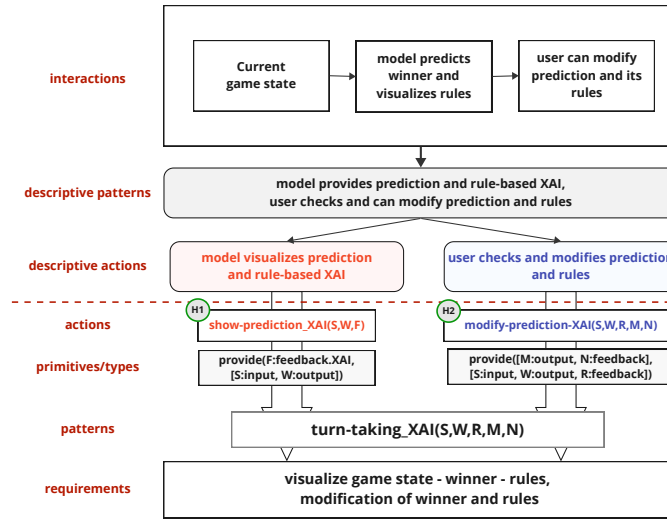 interactions
Current
game state
model predicts
winner and
visualizes rules
user can modify
prediction and its
rules
descriptive patterns
model provides prediction and rule-based XAI,
user checks and can modify prediction and rules
descriptive actions
model visualizes prediction
and rule-based XAI
user checks and modifies prediction
and rules
H1
H2
actions
show-prediction_XAI(S,W,F)
modify-prediction-XAI(S,W,R,M,N)
primitives/types
provide(F:feedback.XAI,
[S:input, W:output])
provide([M:output, N:feedback],
[S:input, W:output, R:feedback])
patterns
turn-taking_XAI(S,W,R,M,N)
requirements
visualize game state - winner - rules,
modification of winner and rules